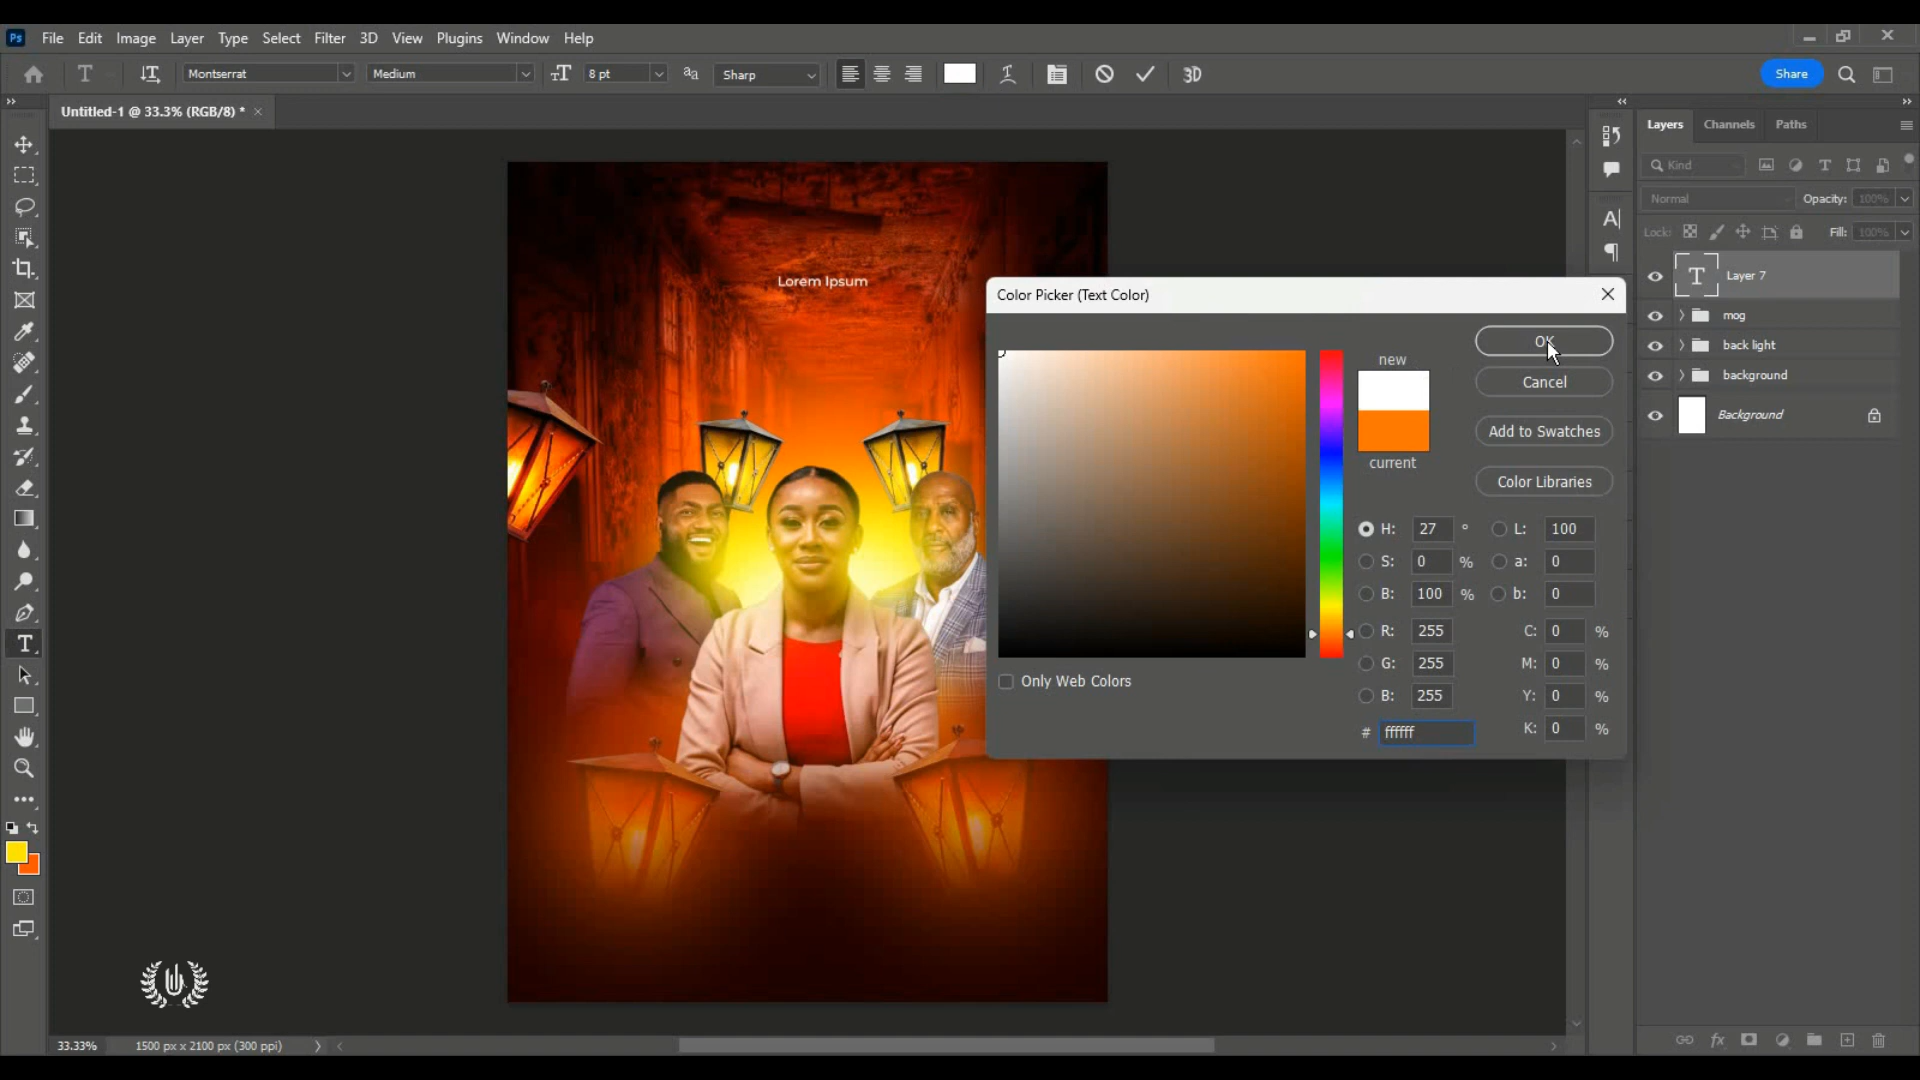 Ps File Edit Image Layer Type Select Filter 3D View Plugins Window Help
T Montserrat Medium 8 pt Sharp 3D Share
Untitled-1 @ 33.3% (RGB/8) *
Layers Channels Paths
Kind
Normal Opacity: 100%
Lock: Fill: 100%
Layer 7
mog
back light
background
Background
Lorem Ipsum
Color Picker (Text Color)
new
current
OK
Cancel
Add to Swatches
Color Libraries
H: 27 ° L: 100
S: 0 % a: 0
B: 100 % b: 0
R: 255 C: 0 %
G: 255 M: 0 %
B: 255 Y: 0 %
# ffffff K: 0 %
Only Web Colors
33.33% 1500 px x 2100 px (300 ppi)